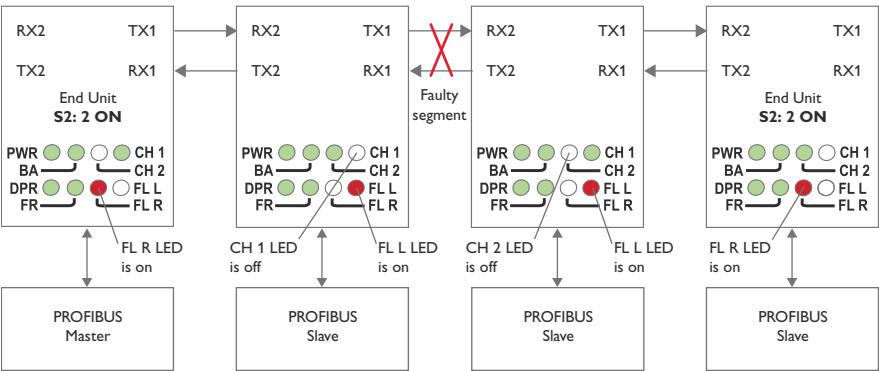 RX2 TX1
TX2 RX1
End Unit
S2: 2 ON
PWR CH 1
BA CH 2
DPR FL L
FR FL R
FL R LED
is on
PROFIBUS
Master
RX2 TX1
TX2 RX1
PWR CH 1
BA CH 2
DPR FL L
FR FL R
CH 1 LED
is off
FL L LED
is on
PROFIBUS
Slave
Faulty
segment
RX2 TX1
TX2 RX1
PWR CH 1
BA CH 2
DPR FL L
FR FL R
CH 2 LED
is off
FL L LED
is on
PROFIBUS
Slave
RX2 TX1
TX2 RX1
End Unit
S2: 2 ON
PWR CH 1
BA CH 2
DPR FL L
FR FL R
FL R LED
is on
PROFIBUS
Slave